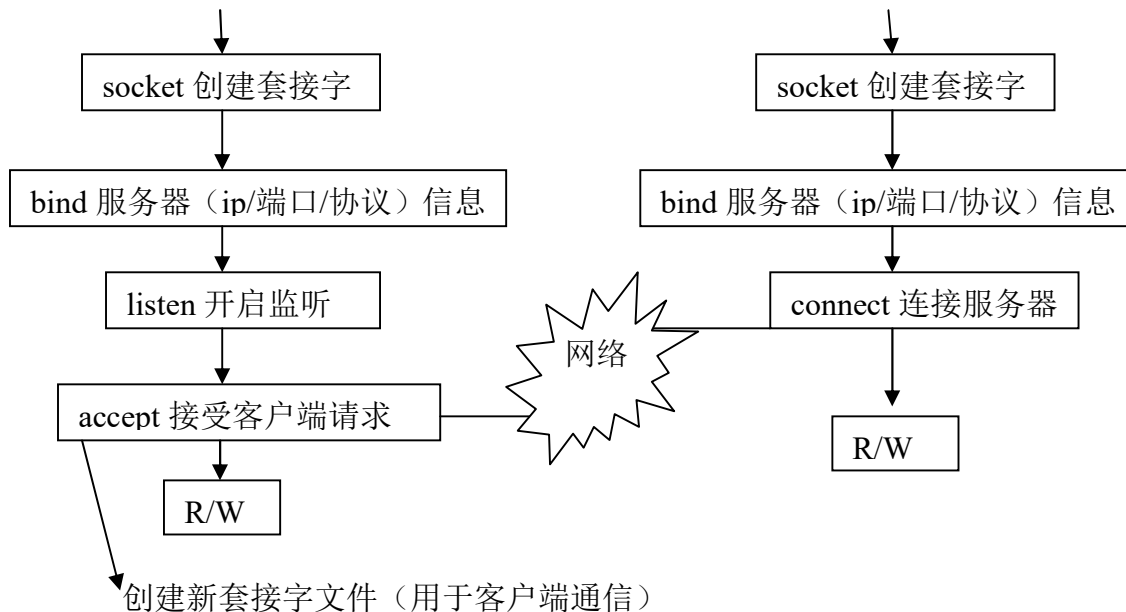 socket 创建套接字
socket 创建套接字
bind 服务器（ip/端口/协议）信息
bind 服务器（ip/端口/协议）信息
listen 开启监听
connect 连接服务器
网络
accept 接受客户端请求
R/W
R/W
创建新套接字文件（用于客户端通信）